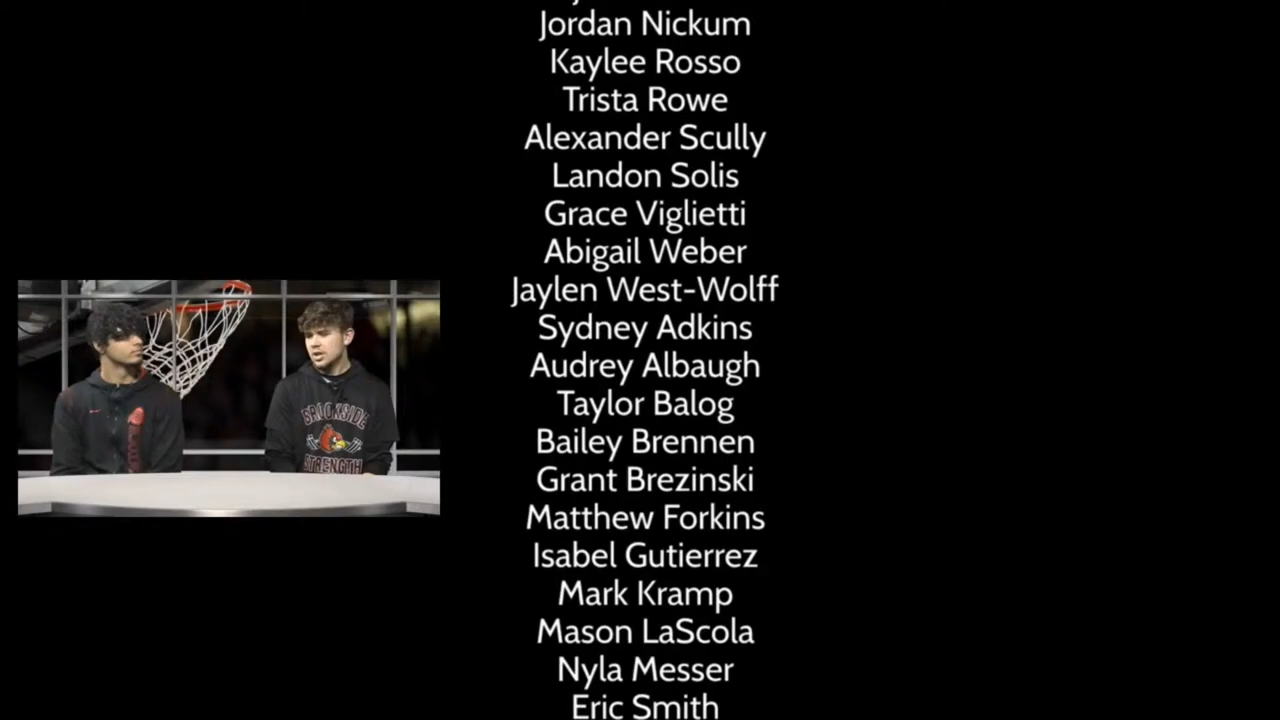 Jordan Nickum
Kaylee Rosso
Trista Rowe
Alexander Scully
Landon Solis
Grace Viglietti
Abigail Weber
Jaylen West-Wolff
Sydney Adkins
Audrey Albaugh
Taylor Balog
Bailey Brennen
Grant Brezinski
Matthew Forkins
Isabel Gutierrez
Mark Kramp
Mason LaScola
Nyla Messer
Eric Smith
BROOKSIDE
STRENGTH